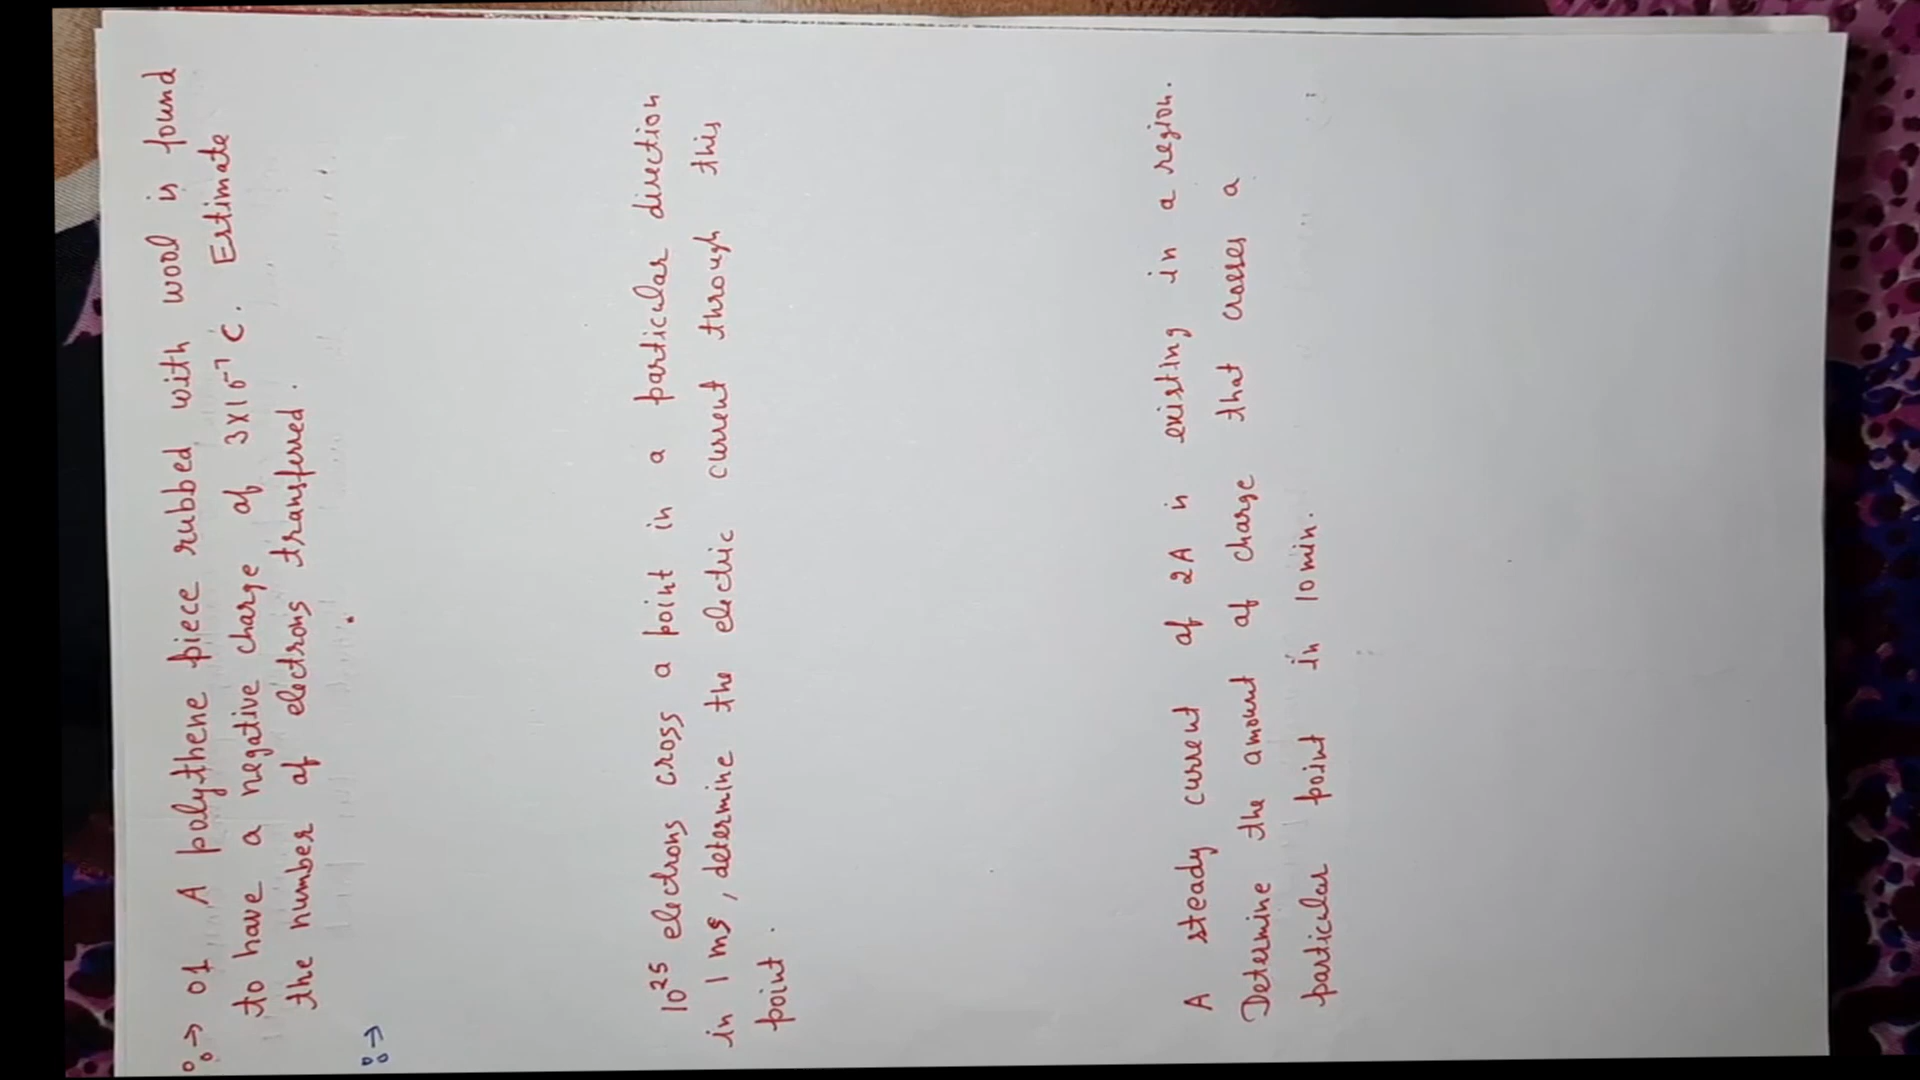 % → 01 A polythene piece rubbed with wool is found
to have a negative charge of 3x10⁻⁷ C. Estimate
the number of electrons transferred.
% →
10²⁵ electrons cross a point in a particular direction
in 1 ms, determine the electric current through this
point.
A steady current of 2A is existing in a region.
Determine the amount of charge that crosses a
particular point in 10 min.